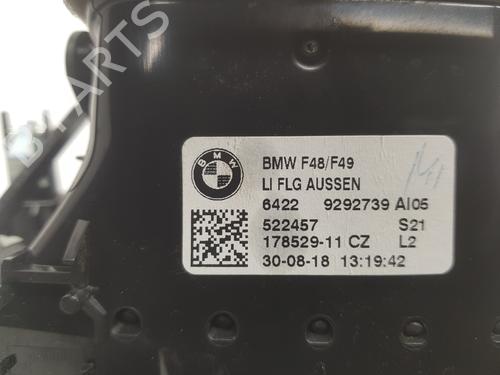 B-PARTS
BMW
BMW F48/F49
LI FLG AUSSEN
6422 9292739 AI05
522457 S21
178529-11 CZ L2
30-08-18 13:19:42